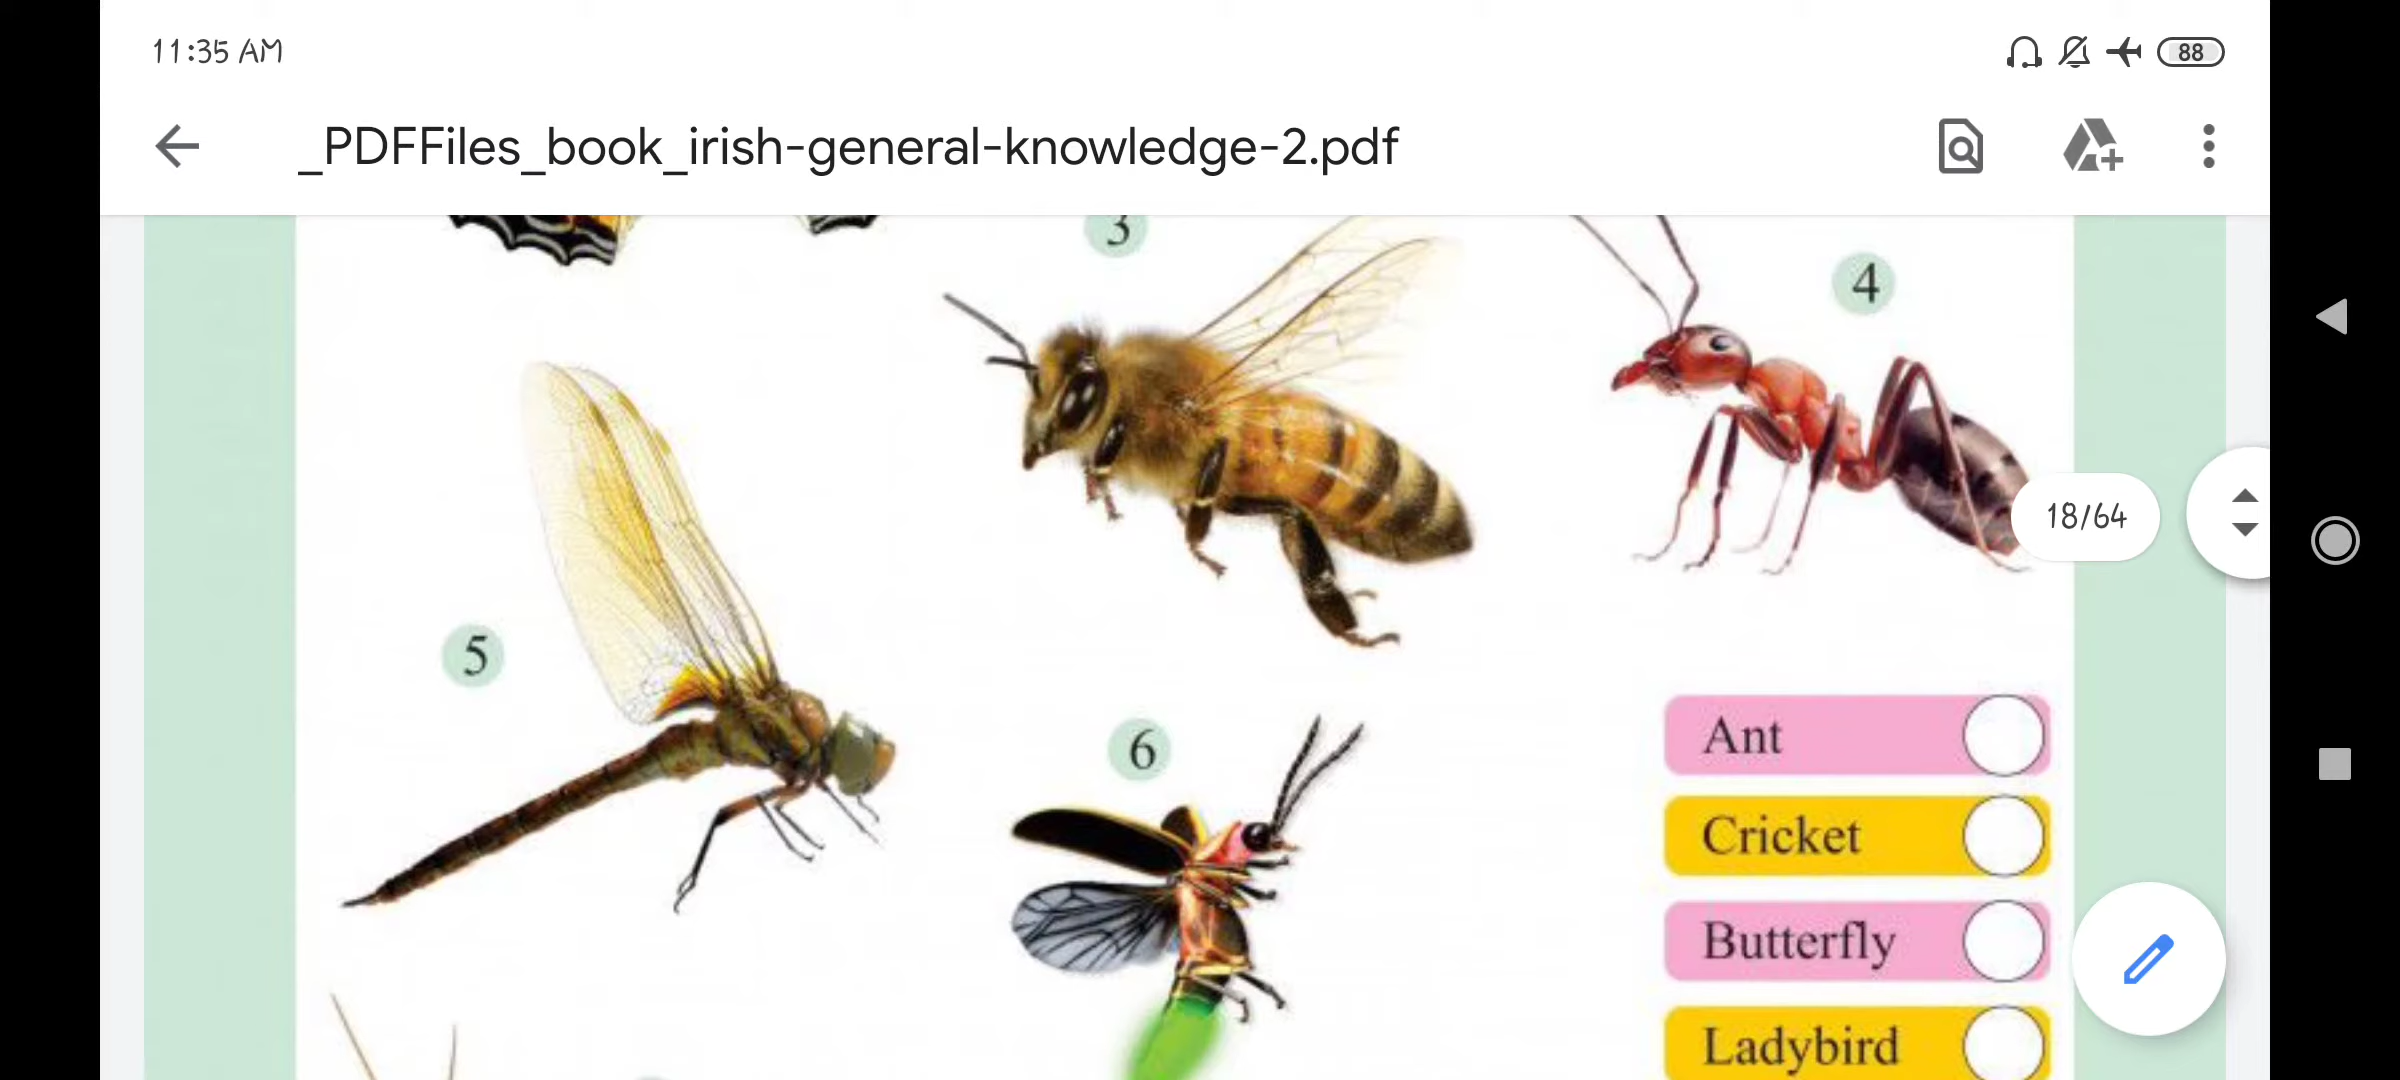 11:35 AM
88
_PDFFiles_book_irish-general-knowledge-2.pdf
3
4
18/64
5
6
Ant
Cricket
Butterfly
Ladybird